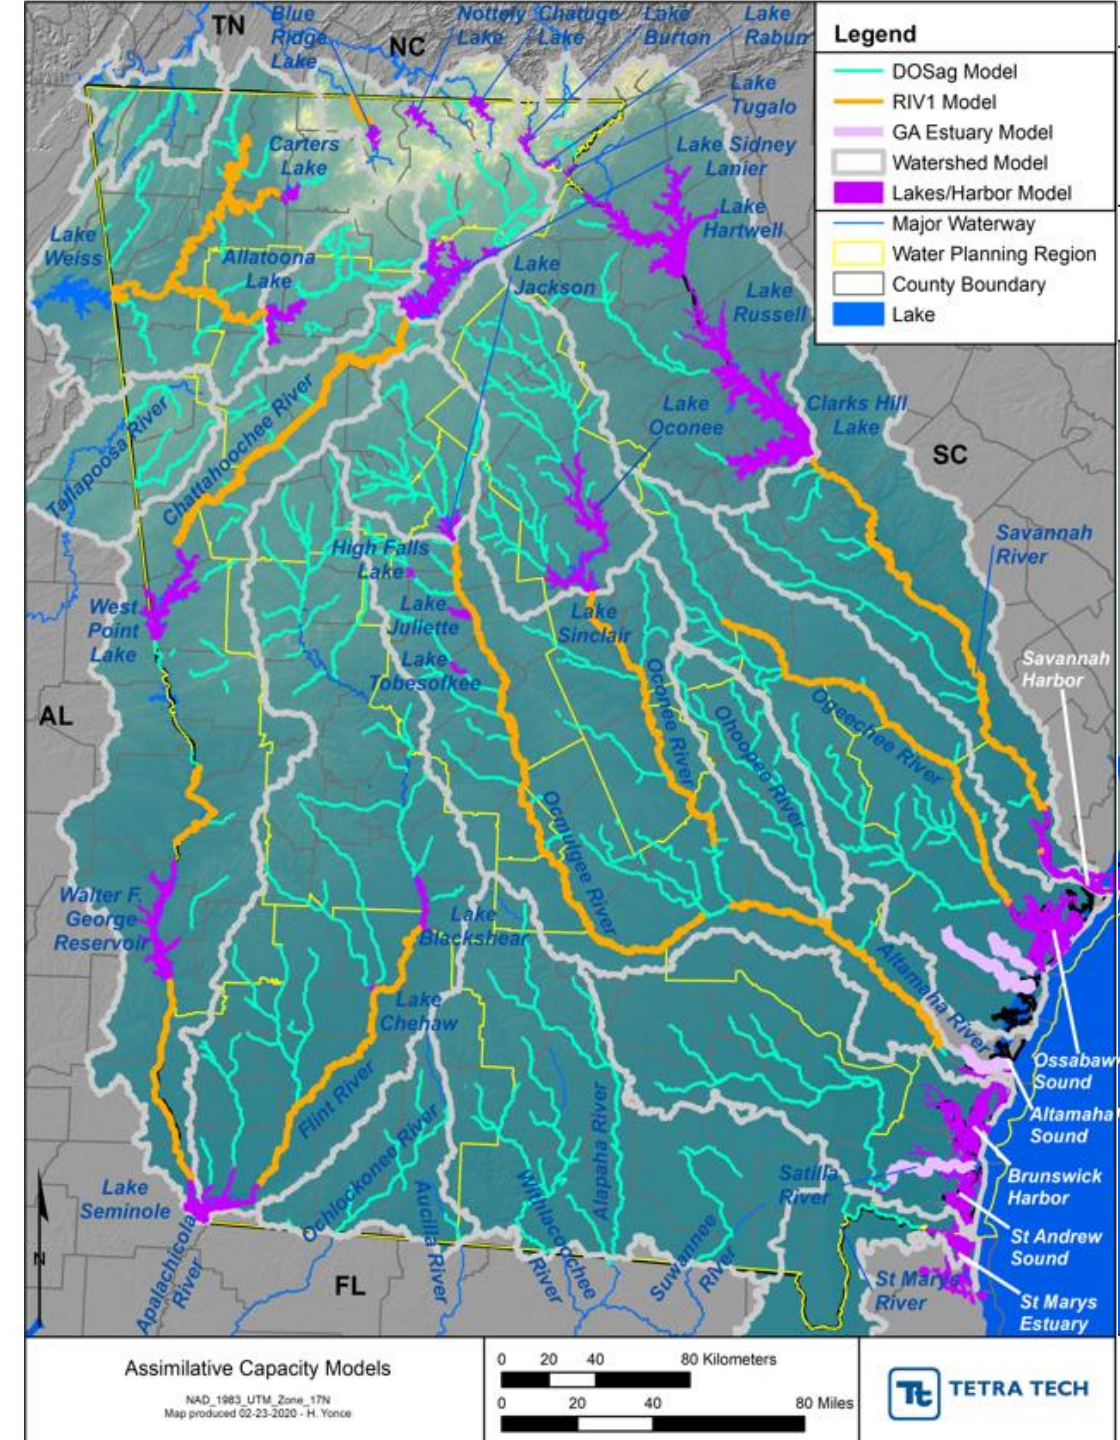 TN
NC
Blue
Ridge
Lake
Nottely
Lake
Chatuge
Lake
Lake
Burton
Lake
Rabun
Lake
Tugalo
Lake Sidney
Lanier
Lake
Hartwell
Carters
Lake
Lake
Weiss
Allatoona
Lake
Lake
Jackson
Lake
Russell
Legend
DOSag Model
RIV1 Model
GA Estuary Model
Watershed Model
Lakes/Harbor Model
Major Waterway
Water Planning Region
County Boundary
Lake
Tallapoosa River
Chattahoochee River
Lake
Oconee
Clarks Hill
Lake
SC
Savannah
River
High Falls
Lake
West
Point
Lake
Lake
Juliette
Lake
Sinclair
Lake
Tobesofkee
Savannah
Harbor
AL
Oconee River
Ohoopee River
Ogeechee River
Ocmulgee River
Walter F.
George
Reservoir
Lake
Blackshear
Lake
Chehaw
Altamaha River
Ossabaw
Sound
Altamaha
Sound
Flint River
Lake
Seminole
Ochlockonee River
Aucilla River
Withlacoochee
River
Alapaha River
Suwannee
River
Satilla
River
Brunswick
Harbor
St Andrew
Sound
St Marys
River
St Marys
Estuary
Apalachicola
River
FL
N
Assimilative Capacity Models
NAD_1983_UTM_Zone_17N
Map produced 02-23-2020 - H. Yonce
0 20 40 80 Kilometers
0 20 40 80 Miles
Tt TETRA TECH